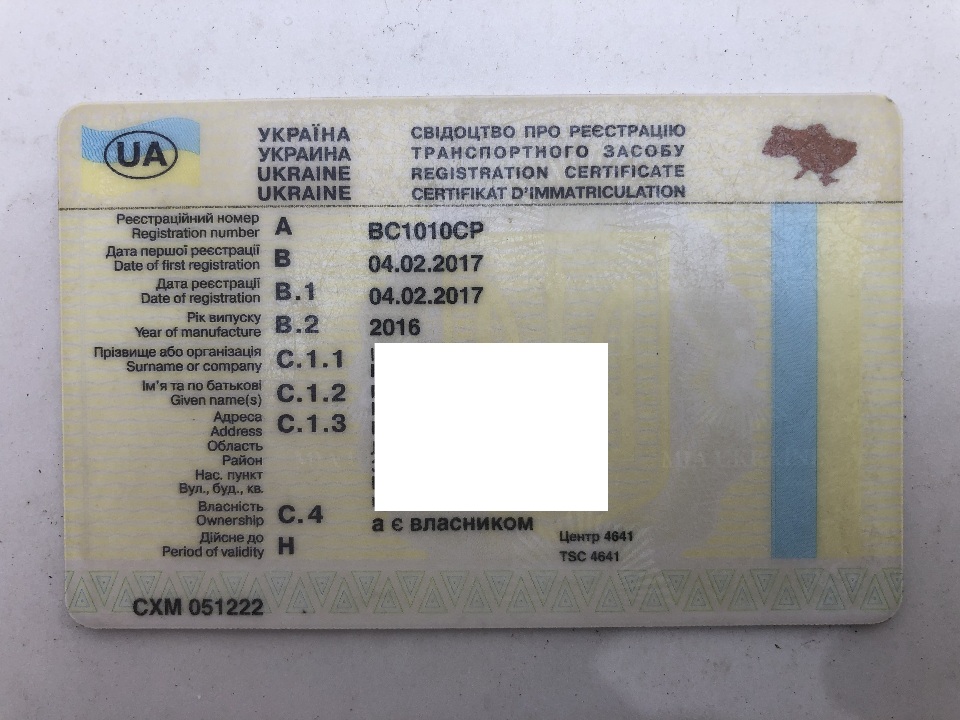 UA
УКРАЇНА
УКРАИНА
UKRAINE
UKRAINE
СВІДОЦТВО ПРО РЕЄСТРАЦІЮ
ТРАНСПОРТНОГО ЗАСОБУ
REGISTRATION CERTIFICATE
CERTIFIKAT D'IMMATRICULATION
Реєстраційний номер
Registration number A BC1010CP
Дата першої реєстрації
Date of first registration B 04.02.2017
Дата реєстрації
Date of registration B.1 04.02.2017
Рік випуску
Year of manufacture B.2 2016
Прізвище або організація
Surname or company C.1.1
Ім'я та по батькові
Given name(s) C.1.2
Адреса
Address C.1.3
Область
Район
Нас. пункт
Вул., буд., кв.
Власність
Ownership C.4 а є власником
Дійсне до
Period of validity H
Центр 4641
TSC 4641
СХМ 051222